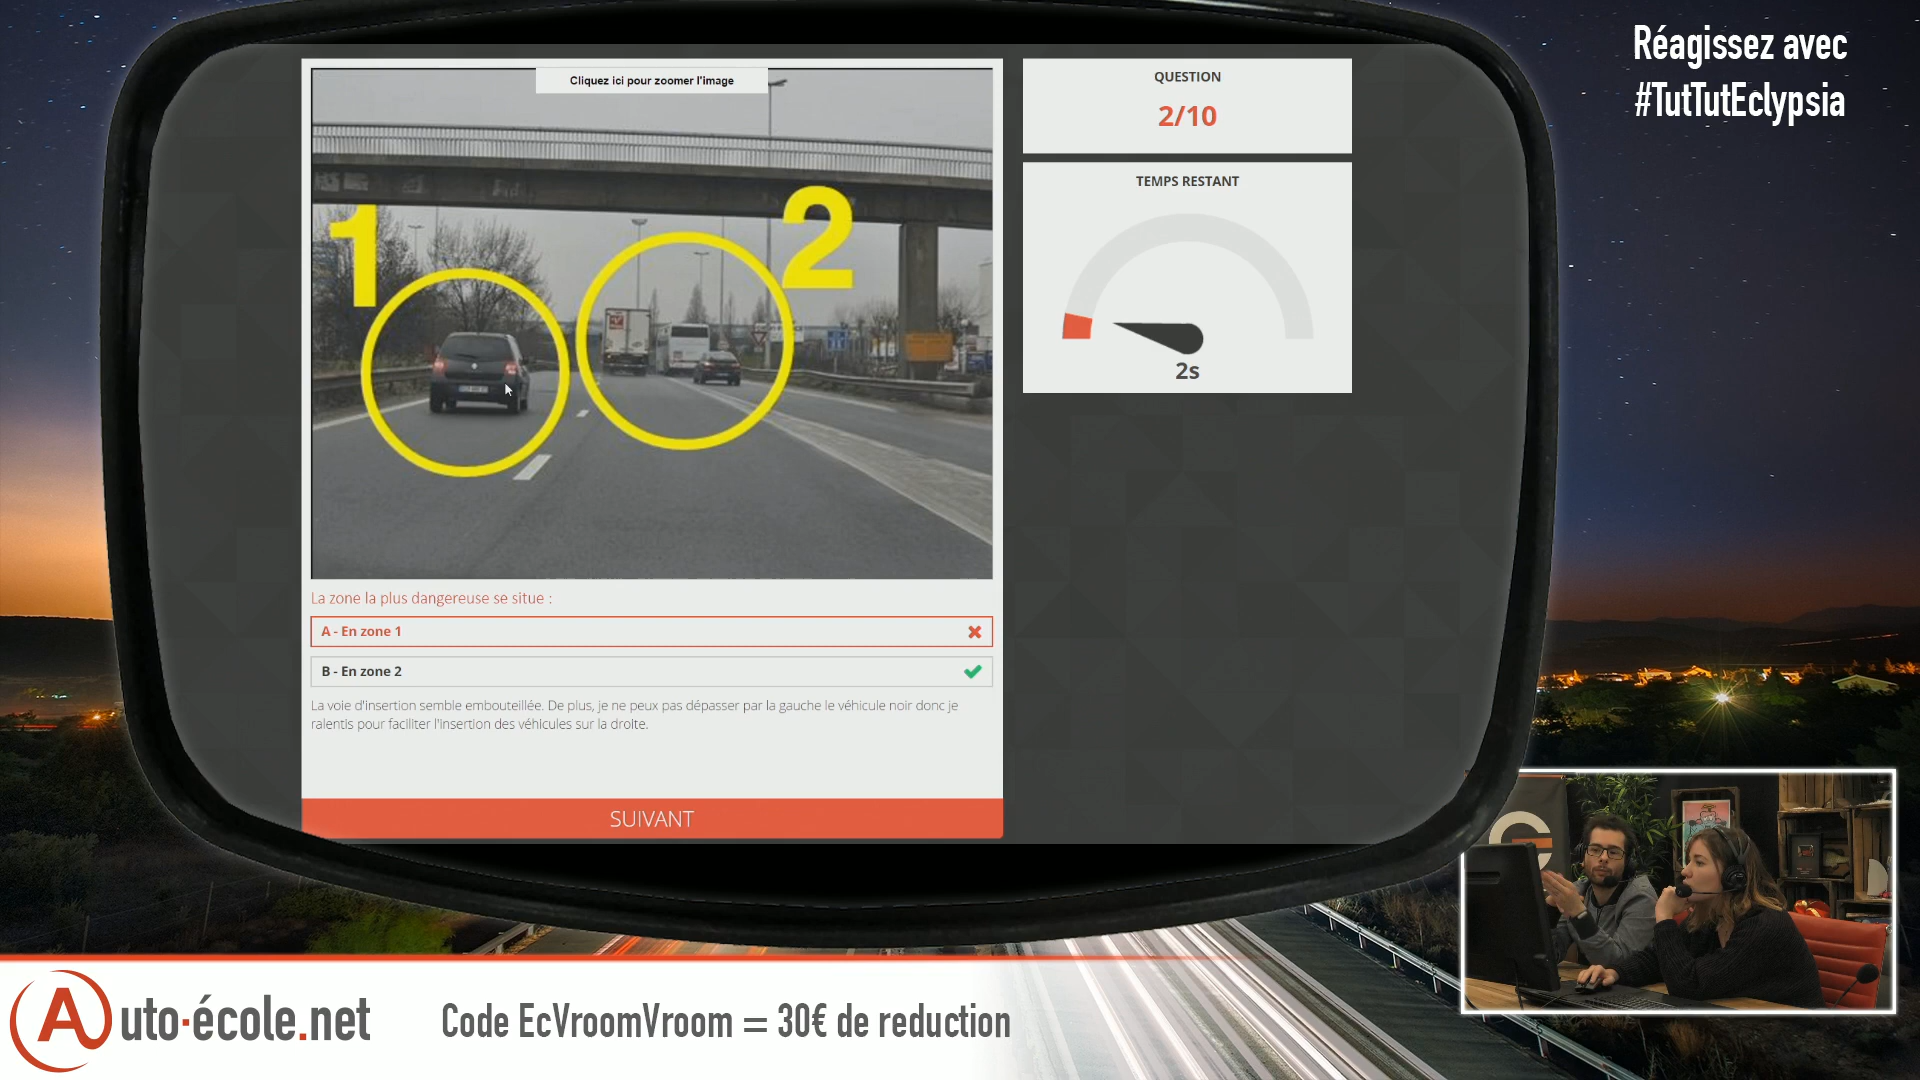 Réagissez avec
#TutTutEclypsia
Cliquez ici pour zoomer l'image
1
2
QUESTION
2/10
TEMPS RESTANT
2s
La zone la plus dangereuse se situe :
A - En zone 1
B - En zone 2
La voie d'insertion semble embouteillée. De plus, je ne peux pas dépasser par la gauche le véhicule noir donc je
ralentis pour faciliter l'insertion des véhicules sur la droite.
SUIVANT
Auto-école.net
Code EcVroomVroom = 30€ de reduction